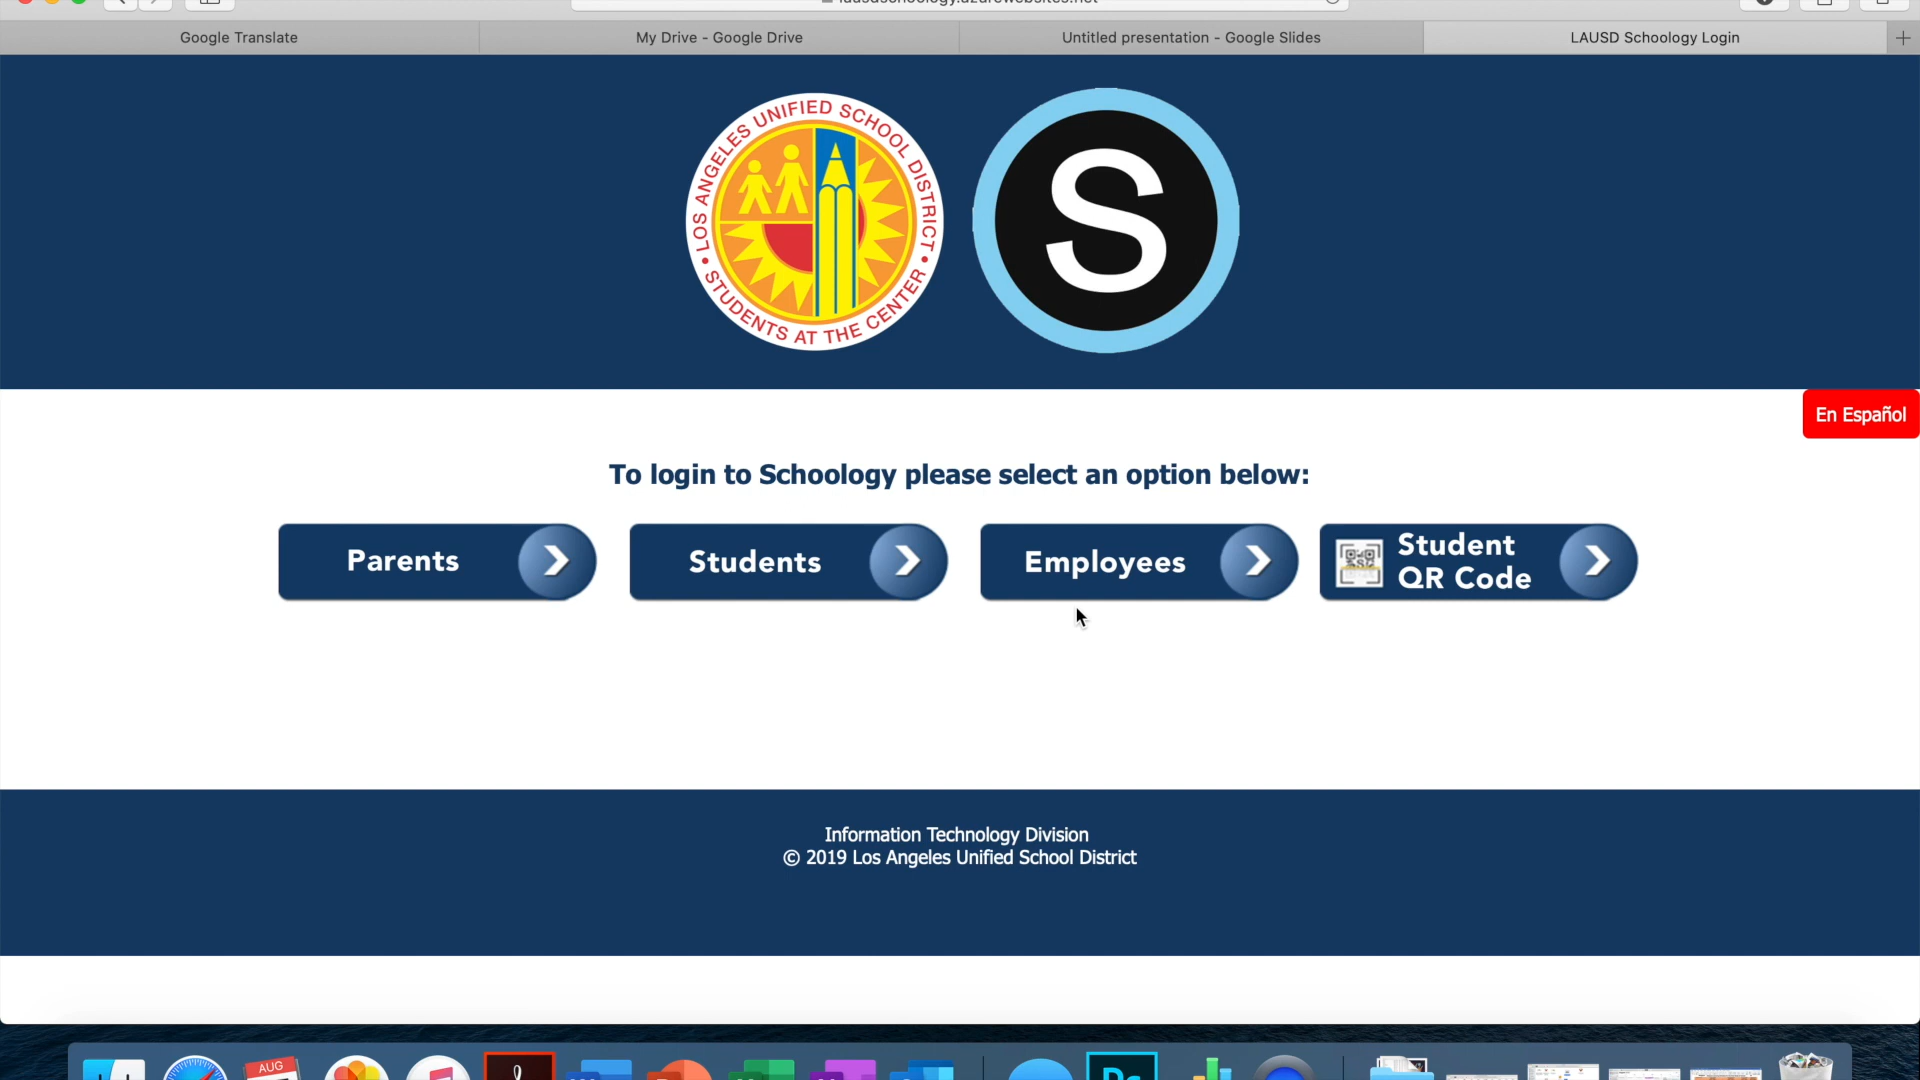 Google Translate
My Drive - Google Drive
Untitled presentation - Google Slides
LAUSD Schoology Login
LOS ANGELES UNIFIED SCHOOL DISTRICT
STUDENTS AT THE CENTER
S
En Español
To login to Schoology please select an option below:
Parents
Students
Employees
Student
QR Code
Information Technology Division
© 2019 Los Angeles Unified School District
AUG